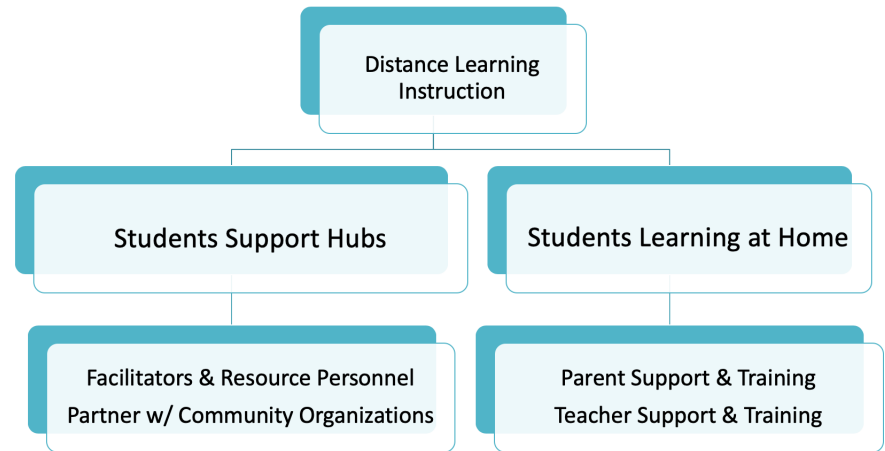 Distance Learning
Instruction
Students Support Hubs
Students Learning at Home
Facilitators & Resource Personnel
Partner w/ Community Organizations
Parent Support & Training
Teacher Support & Training